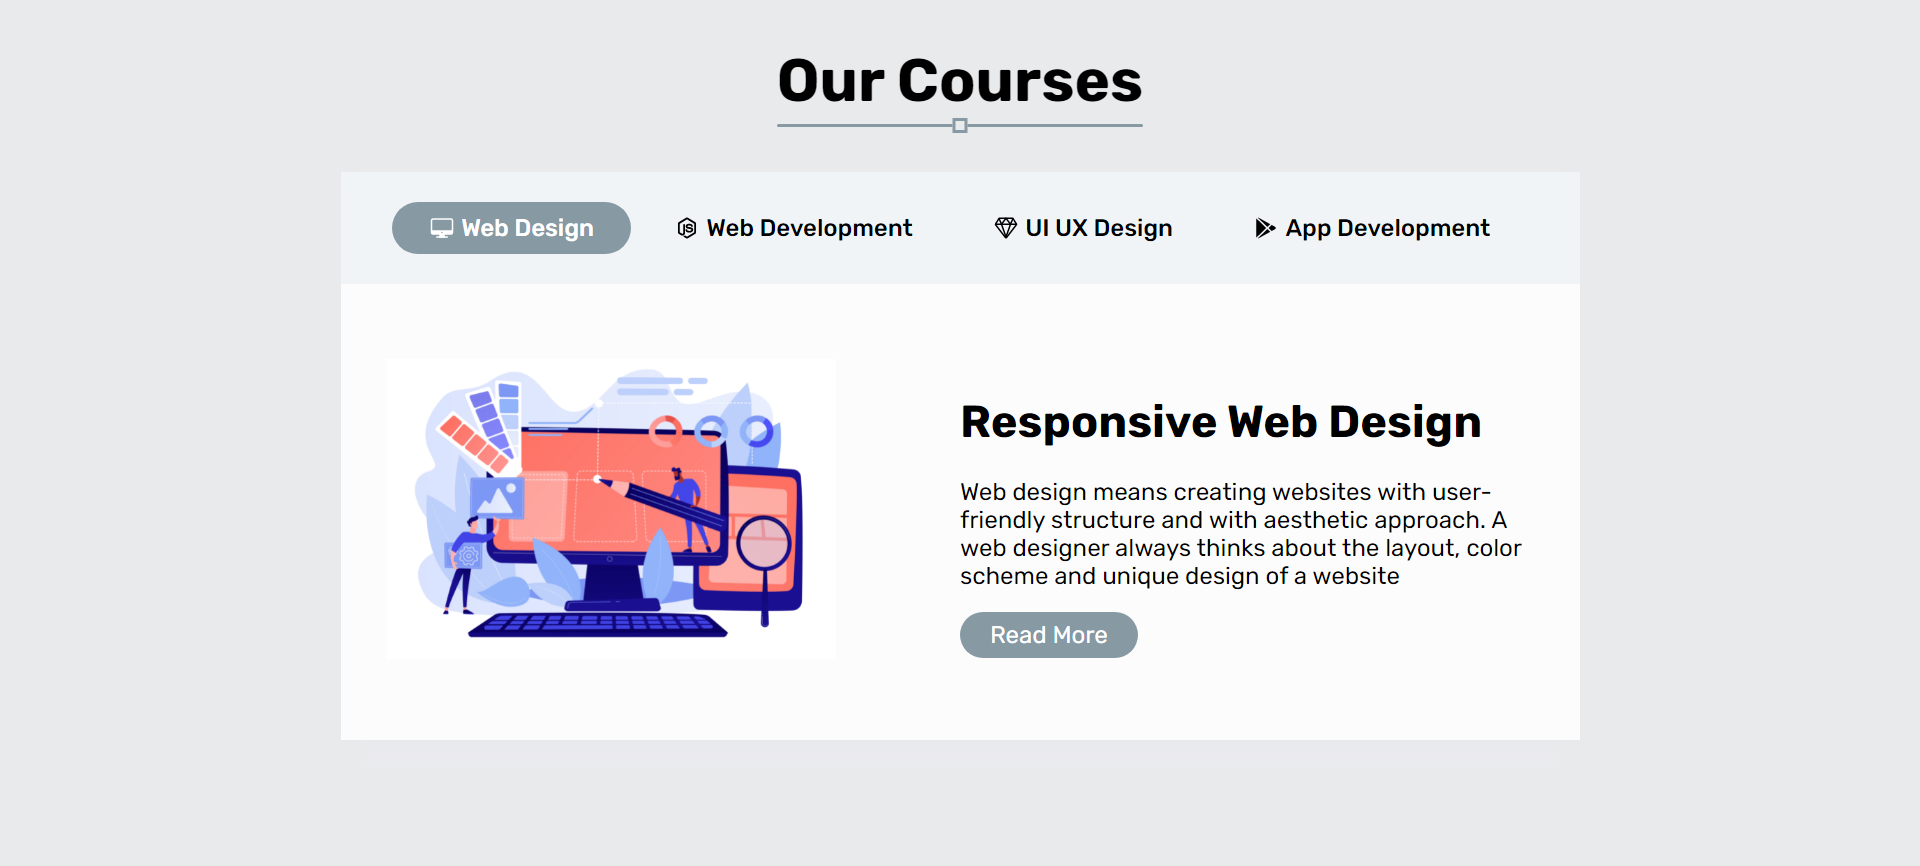 Our Courses
Web Design
Web Development
UI UX Design
App Development
Responsive Web Design
Web design means creating websites with user-
friendly structure and with aesthetic approach. A
web designer always thinks about the layout, color
scheme and unique design of a website
Read More